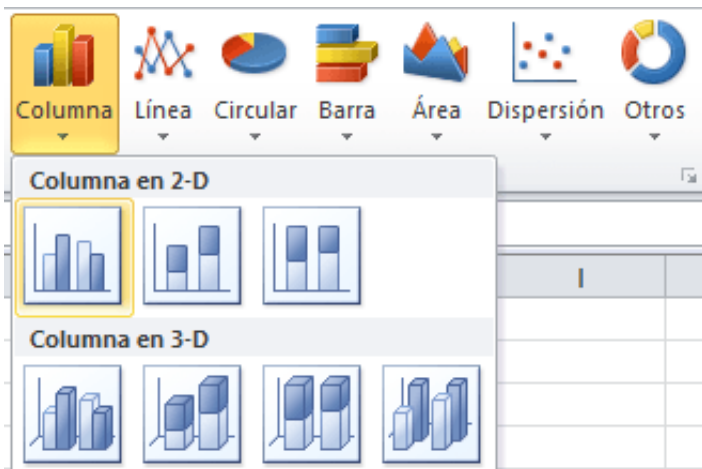 Columna Línea Circular Barra Área Dispersión Otros
Columna en 2-D
I
Columna en 3-D